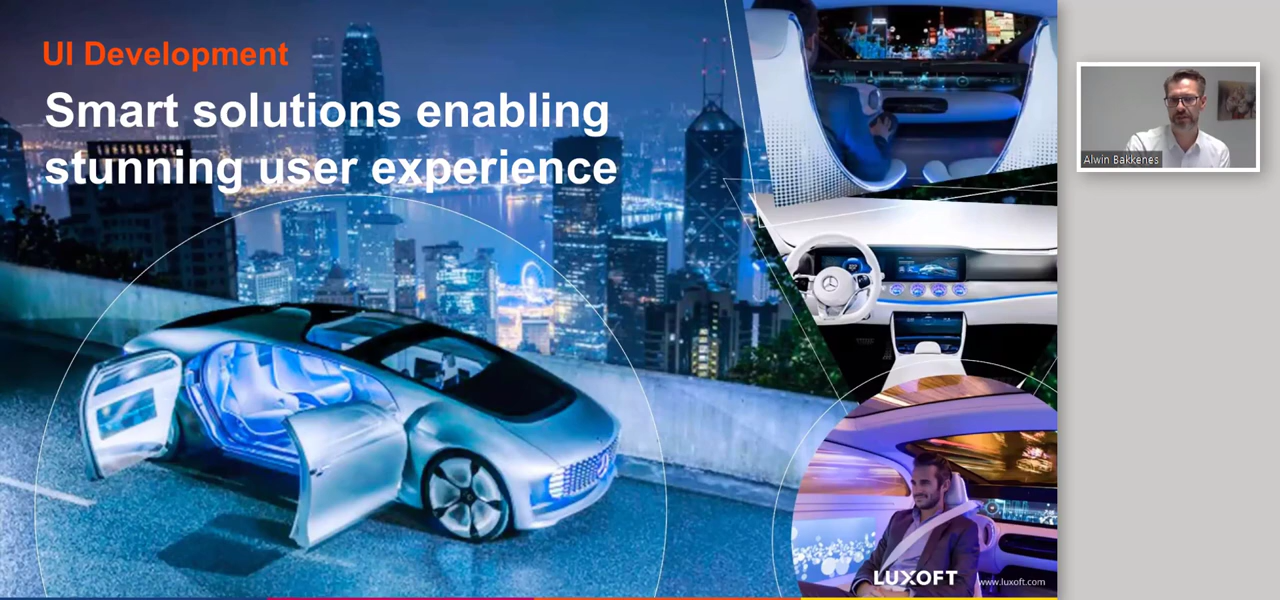 UI Development
Smart solutions enabling
stunning user experience
Alwin Bakkenes
LUXOFT www.luxoft.com